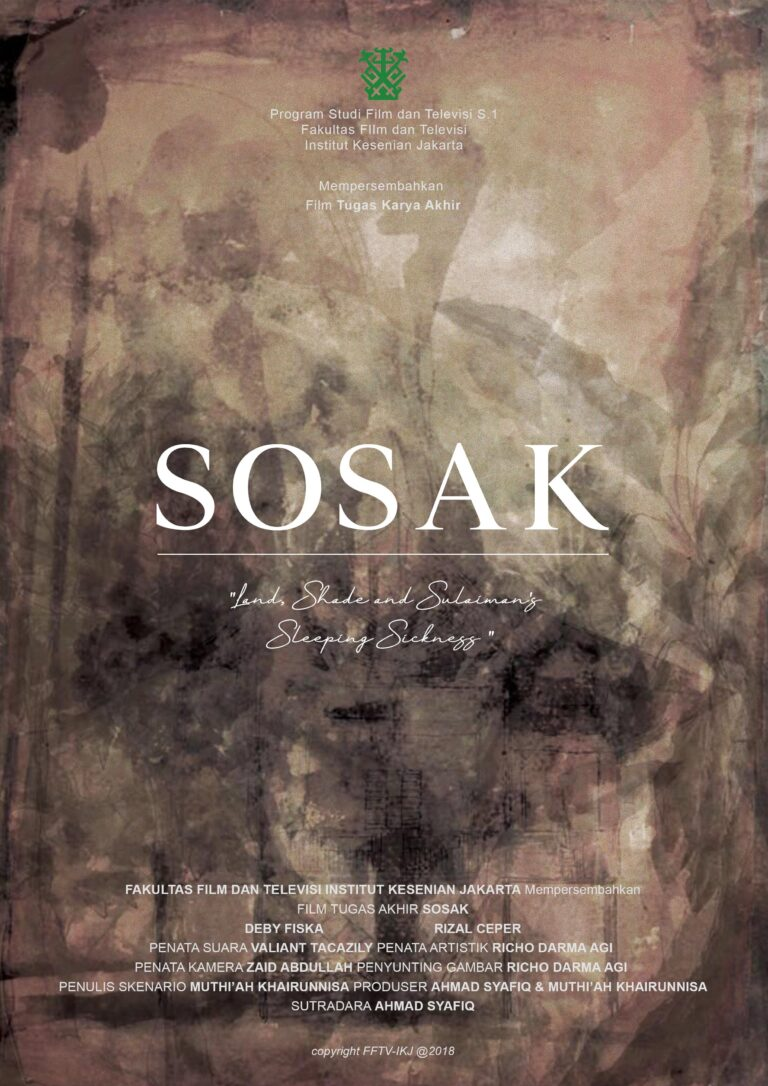 Program Studi Film dan Televisi S.1
Fakultas FIlm dan Televisi
Institut Kesenian Jakarta
Mempersembahkan
Film Tugas Karya Akhir
SOSAK
"Land, Shade and Sulaiman's
Sleeping Sickness "
FAKULTAS FILM DAN TELEVISI INSTITUT KESENIAN JAKARTA Mempersembahkan
FILM TUGAS AKHIR SOSAK
DEBY FISKA RIZAL CEPER
PENATA SUARA VALIANT TACAZILY PENATA ARTISTIK RICHO DARMA AGI
PENATA KAMERA ZAID ABDULLAH PENYUNTING GAMBAR RICHO DARMA AGI
PENULIS SKENARIO MUTHI'AH KHAIRUNNISA PRODUSER AHMAD SYAFIQ & MUTHI'AH KHAIRUNNISA
SUTRADARA AHMAD SYAFIQ
copyright FFTV-IKJ @2018